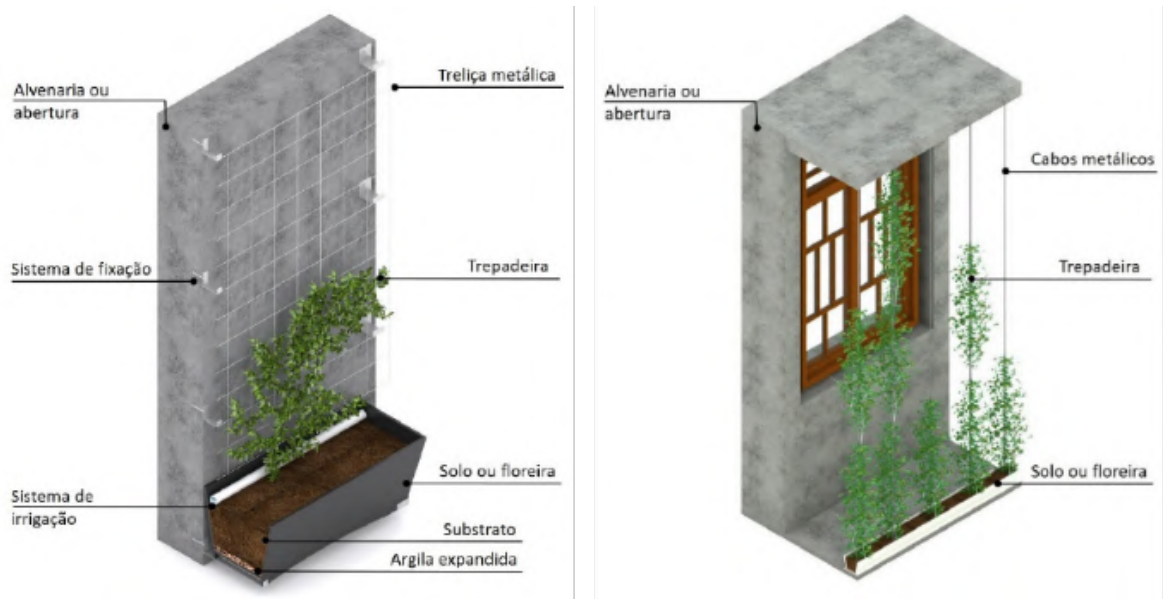 Alvenaria ou
abertura
Treliça metálica
Sistema de fixação
Trepadeira
Sistema de
irrigação
Solo ou floreira
Substrato
Argila expandida
Alvenaria ou
abertura
Cabos metálicos
Trepadeira
Solo ou floreira